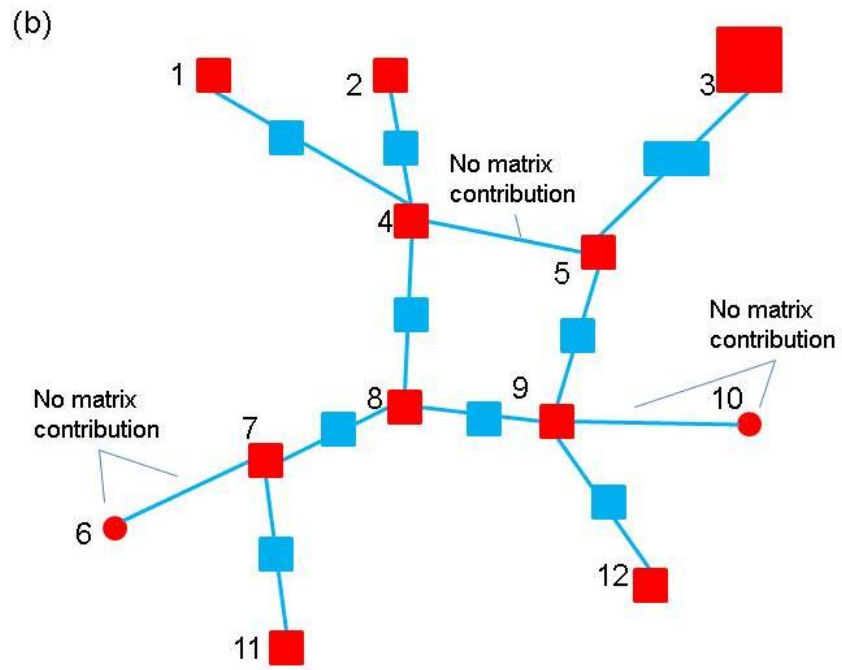 (b)
1
2
3
No matrix
contribution
4
5
No matrix
contribution
No matrix
contribution
7
8
9
10
6
12
11